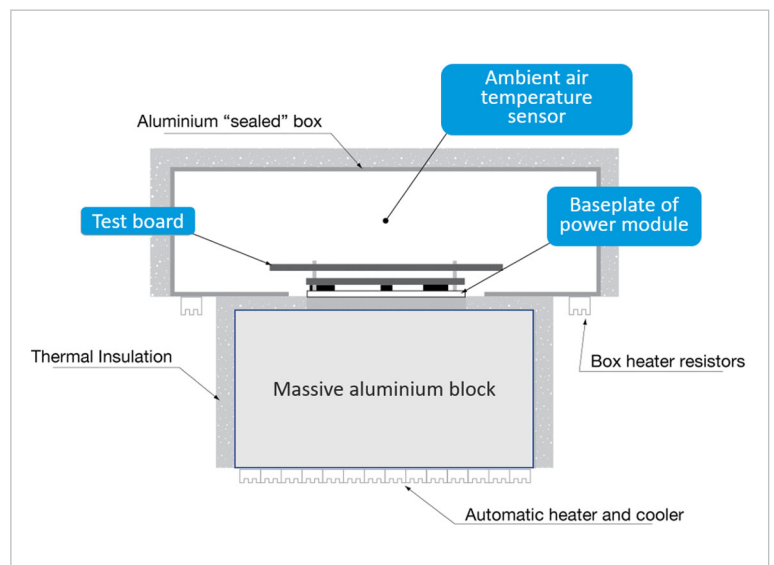 Ambient air
temperature
sensor
Aluminium “sealed” box
Test board
Baseplate of
power module
Thermal Insulation
Massive aluminium block
Box heater resistors
Automatic heater and cooler